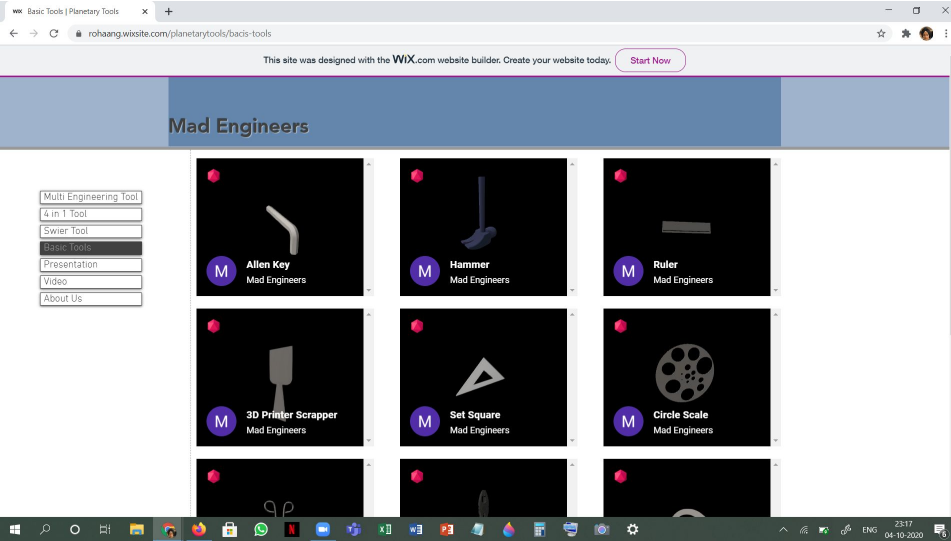 WiX Basic Tools | Planetary Tools
rohaang.wixsite.com/planetarytools/bacis-tools
This site was designed with the WiX.com website builder. Create your website today. Start Now
Mad Engineers
Multi Engineering Tool
4 in 1 Tool
Swier Tool
Basic Tools
Presentation
Video
About Us
M Allen Key
Mad Engineers
M Hammer
Mad Engineers
M Ruler
Mad Engineers
M 3D Printer Scrapper
Mad Engineers
M Set Square
Mad Engineers
M Circle Scale
Mad Engineers
ENG 23:17
04-10-2020